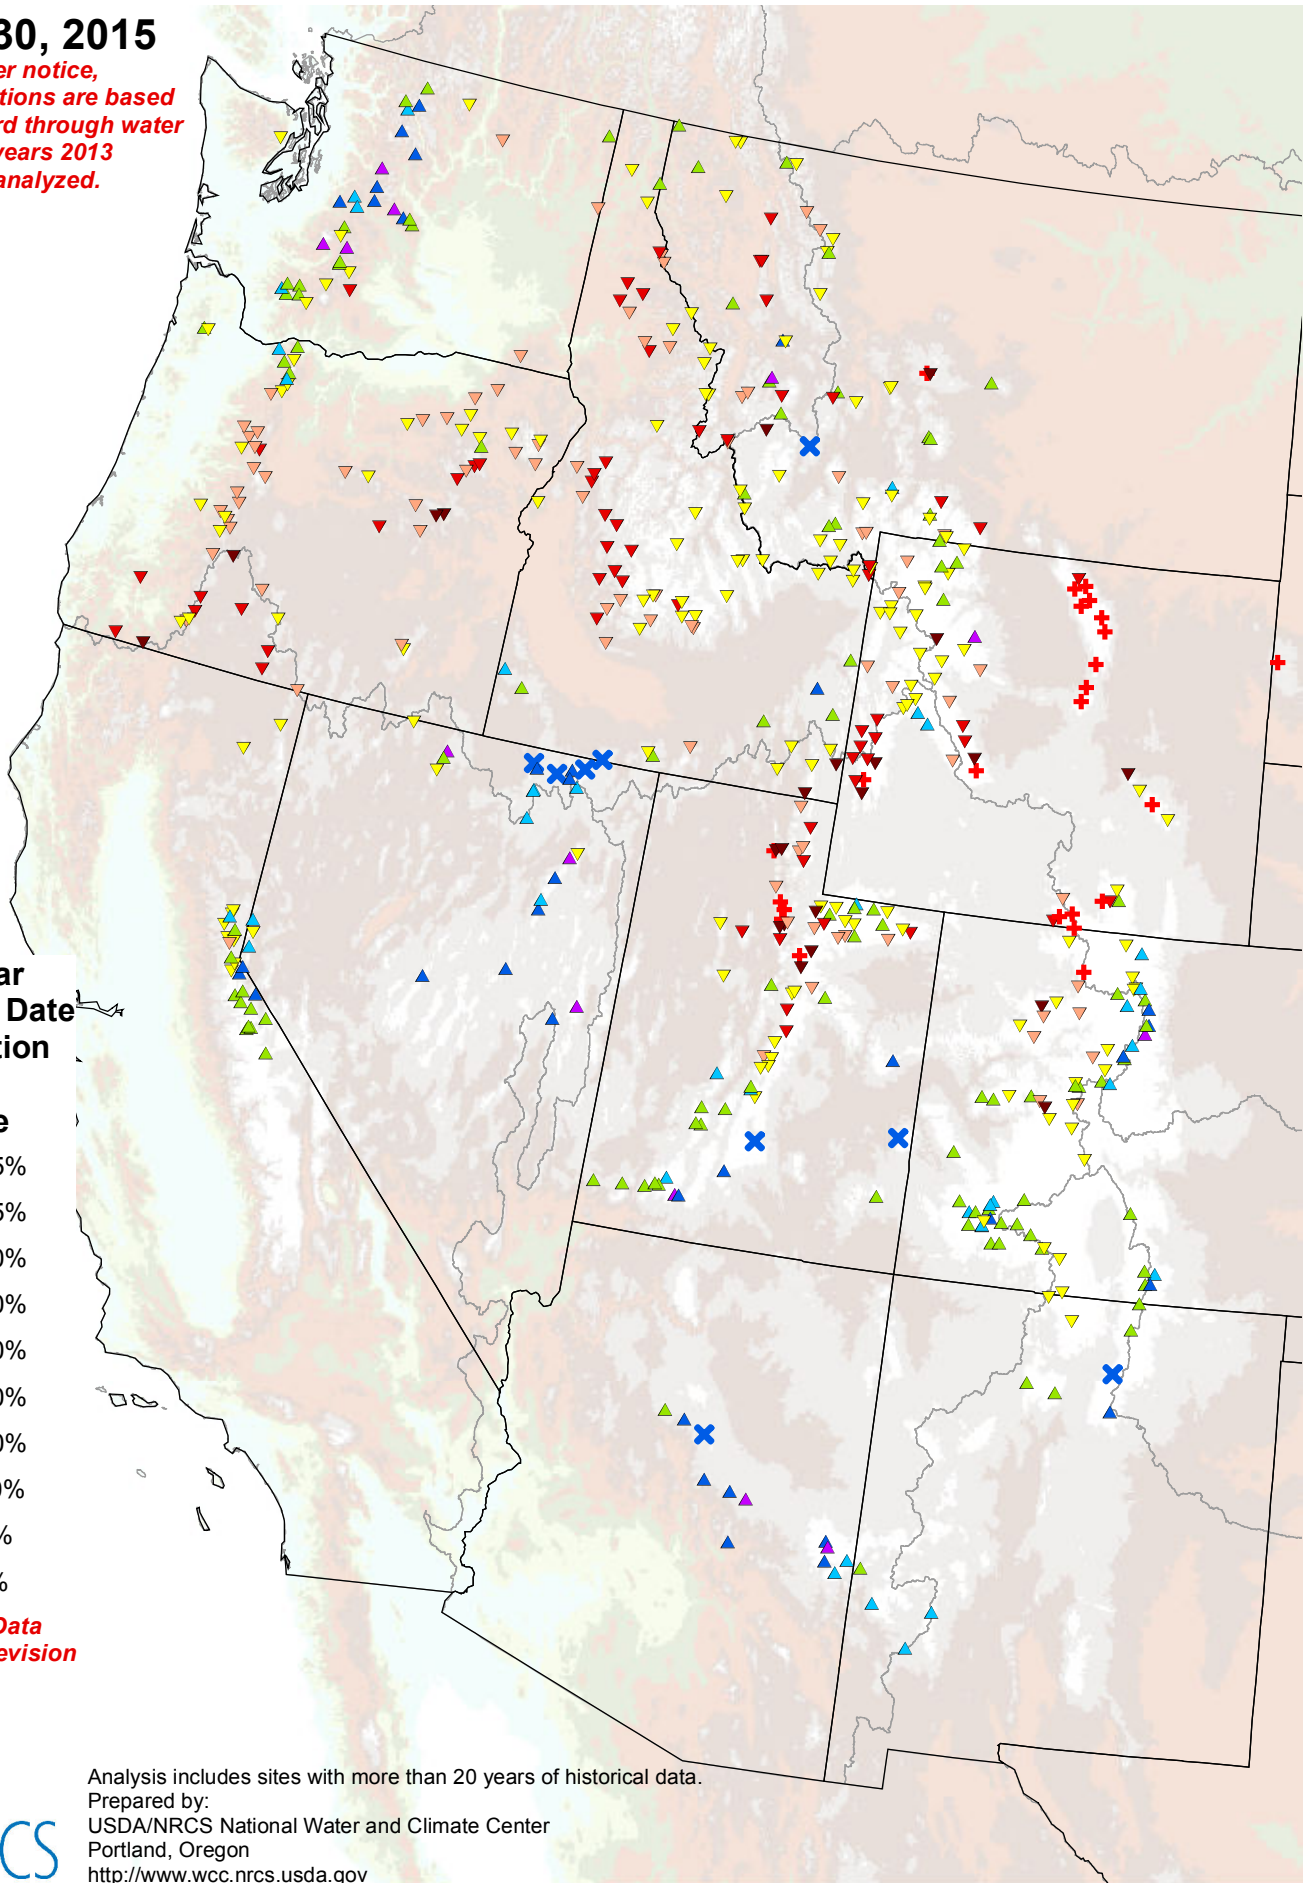 30, 2015
er notice,
tions are based
rd through water
years 2013
analyzed.
ar
Date
tion
e
5%
5%
0%
0%
0%
0%
0%
0%
%
%
Data
evision
Analysis includes sites with more than 20 years of historical data.
Prepared by:
USDA/NRCS National Water and Climate Center
Portland, Oregon
http://www.wcc.nrcs.usda.gov
CS